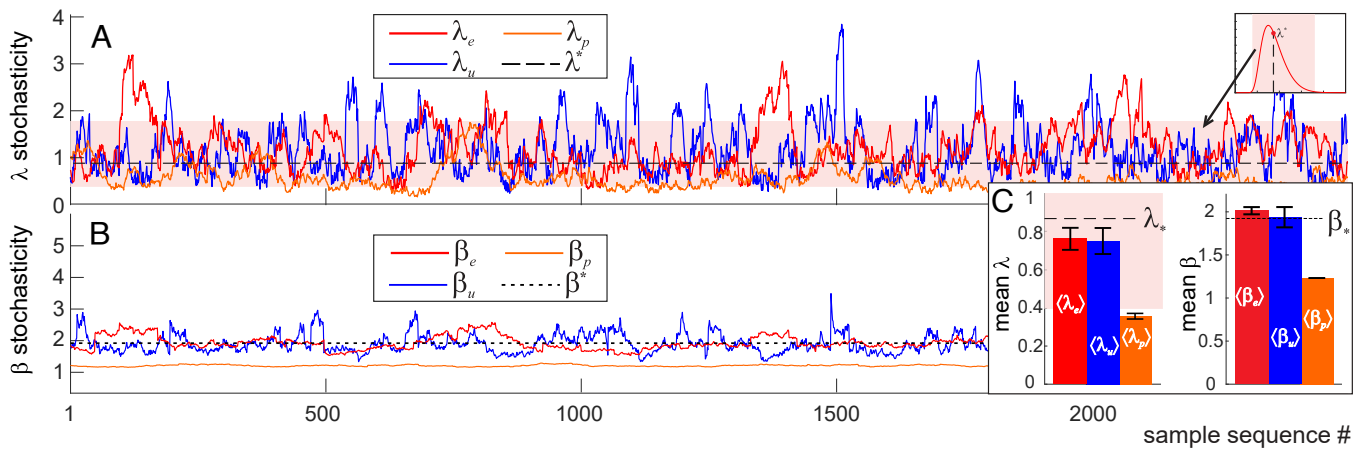 A
λ stochasticity
4
3
2
1
0
λe λp
λu λ*
λ*
B
β stochasticity
5
4
3
2
1
βe βp
βu β*
1 500 1000 1500 2000
sample sequence #
C
mean λ
1
0.8
0.6
0.4
0.2
0
λ*
⟨λe⟩
⟨λu⟩
⟨λp⟩
mean β
2
1.5
1
0.5
0
β*
⟨βe⟩
⟨βu⟩
⟨βp⟩